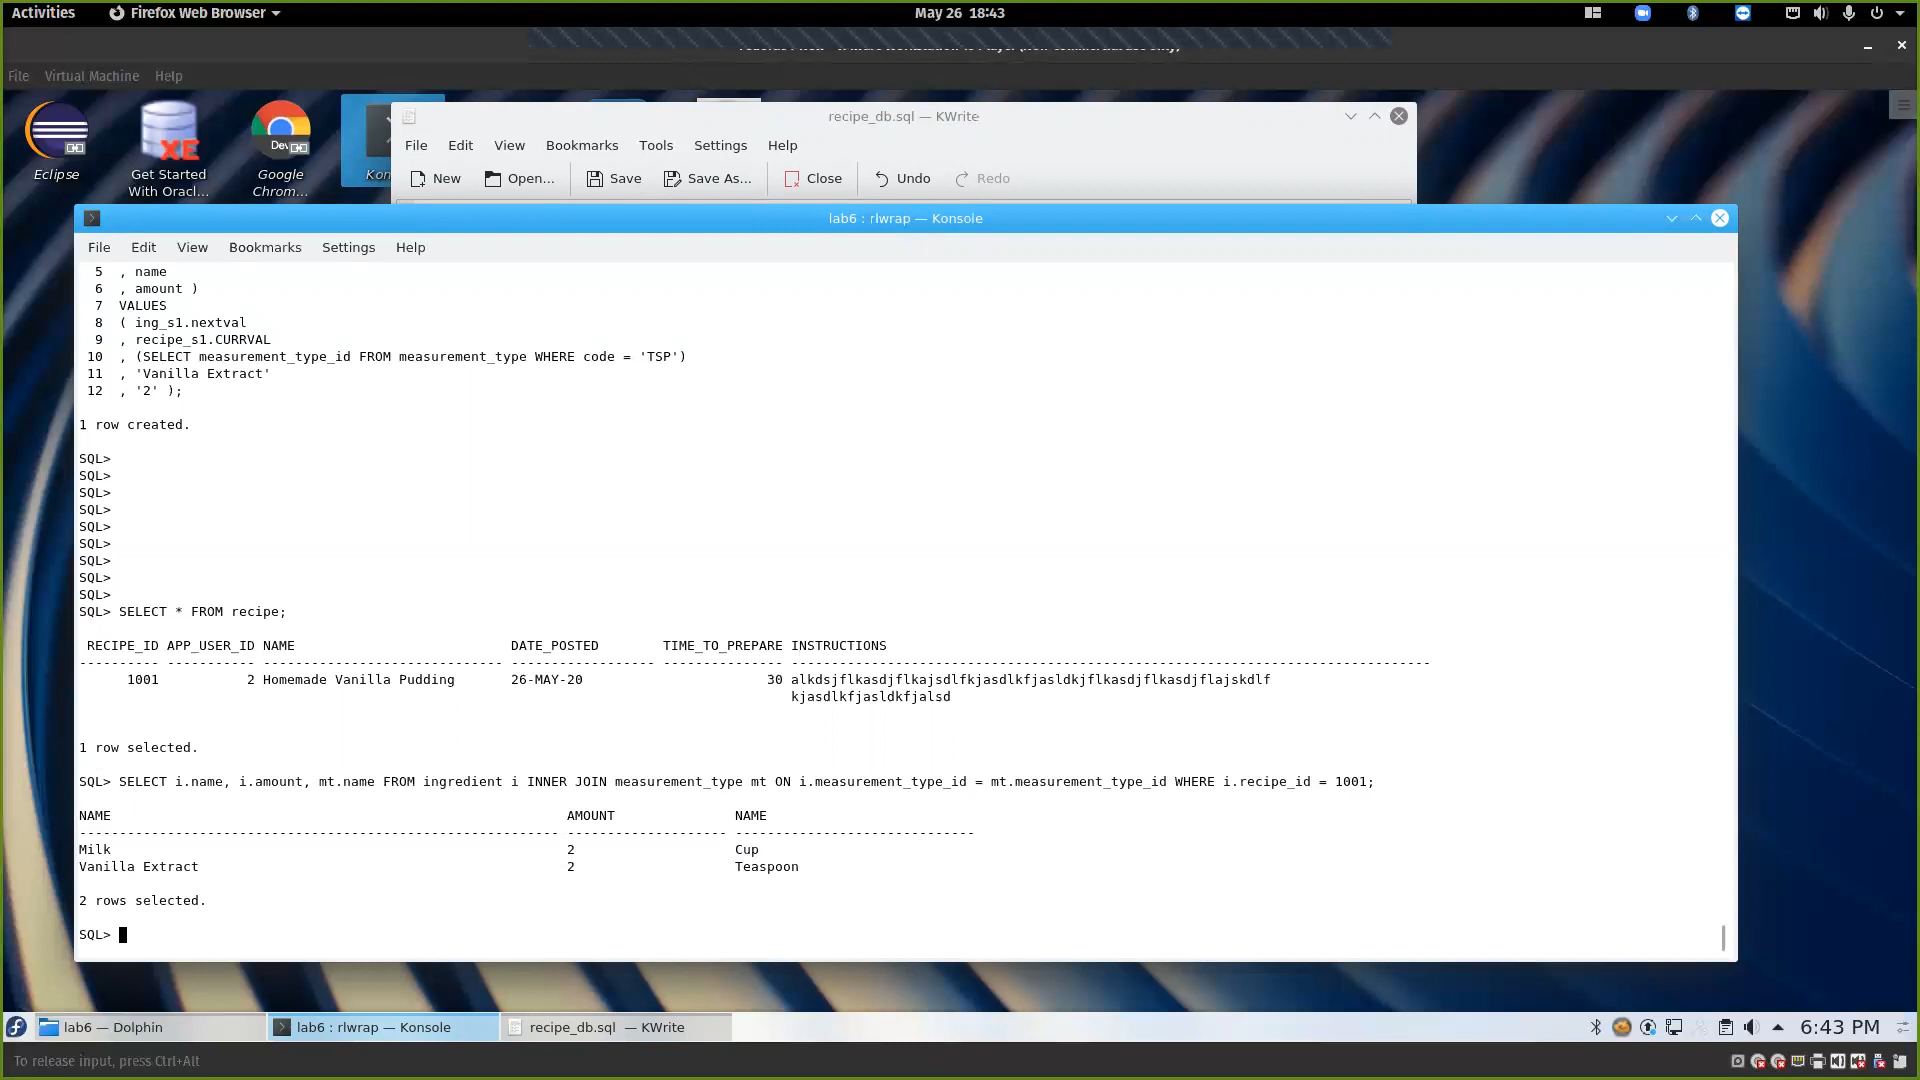 Activities
Firefox Web Browser
May 26 18:43
File Virtual Machine Help
Eclipse
XE
Get Started
With Oracl...
Dev
Google
Chrom...
Kon
recipe_db.sql — KWrite
File Edit View Bookmarks Tools Settings Help
New Open... Save Save As... Close Undo Redo
lab6 : rlwrap — Konsole
File Edit View Bookmarks Settings Help
5 , name
6 , amount )
7 VALUES
8 ( ing_s1.nextval
9 , recipe_s1.CURRVAL
10 , (SELECT measurement_type_id FROM measurement_type WHERE code = 'TSP')
11 , 'Vanilla Extract'
12 , '2' );
1 row created.
SQL>
SQL>
SQL>
SQL>
SQL>
SQL>
SQL>
SQL>
SQL>
SQL> SELECT * FROM recipe;
RECIPE_ID APP_USER_ID NAME DATE_POSTED TIME_TO_PREPARE INSTRUCTIONS
---------- ----------- ------------------------------ ------------------ --------------- --------------------------------------------------------------------------------
1001 2 Homemade Vanilla Pudding 26-MAY-20 30 alkdsjflkasdjflkajsdlfkjasdlkfjasldkjflkasdjflkasdjflajskdlf
kjasdlkfjasldkfjalsd
1 row selected.
SQL> SELECT i.name, i.amount, mt.name FROM ingredient i INNER JOIN measurement_type mt ON i.measurement_type_id = mt.measurement_type_id WHERE i.recipe_id = 1001;
NAME AMOUNT NAME
------------------------------------------------------------ -------------------- ------------------------------
Milk 2 Cup
Vanilla Extract 2 Teaspoon
2 rows selected.
SQL>
lab6 — Dolphin
lab6 : rlwrap — Konsole
recipe_db.sql — KWrite
6:43 PM
To release input, press Ctrl+Alt